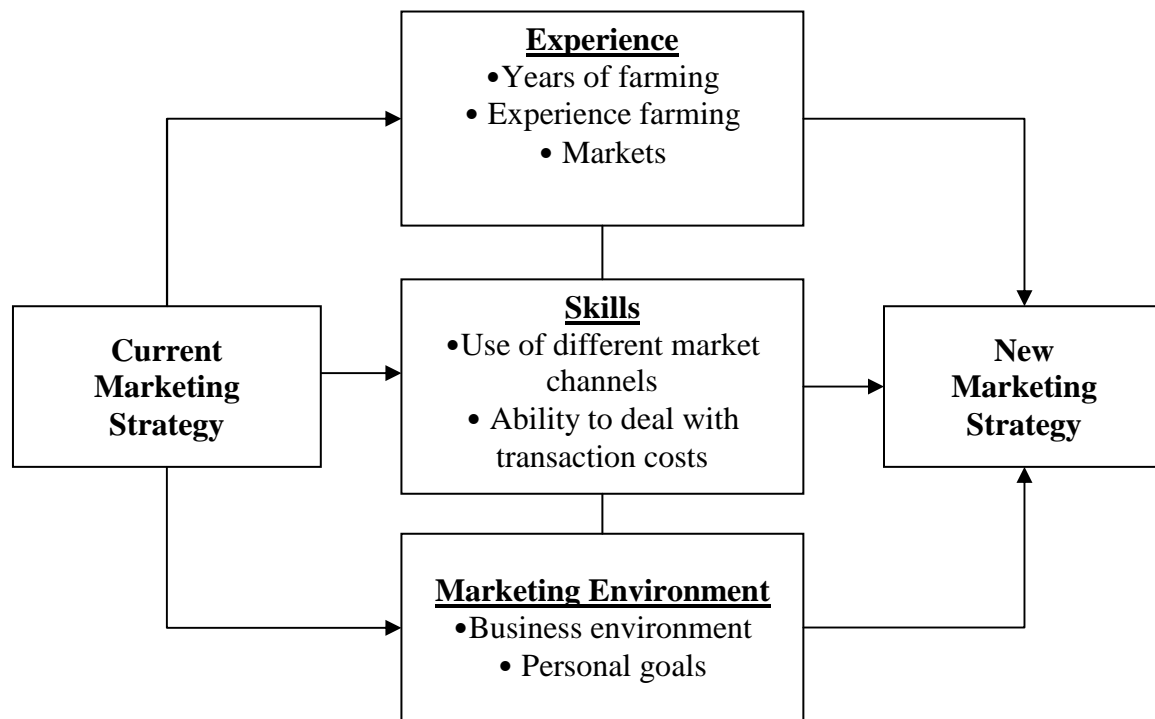 Experience
•Years of farming
• Experience farming
• Markets
Current
Marketing
Strategy
Skills
•Use of different market
channels
• Ability to deal with
transaction costs
New
Marketing
Strategy
Marketing Environment
•Business environment
• Personal goals